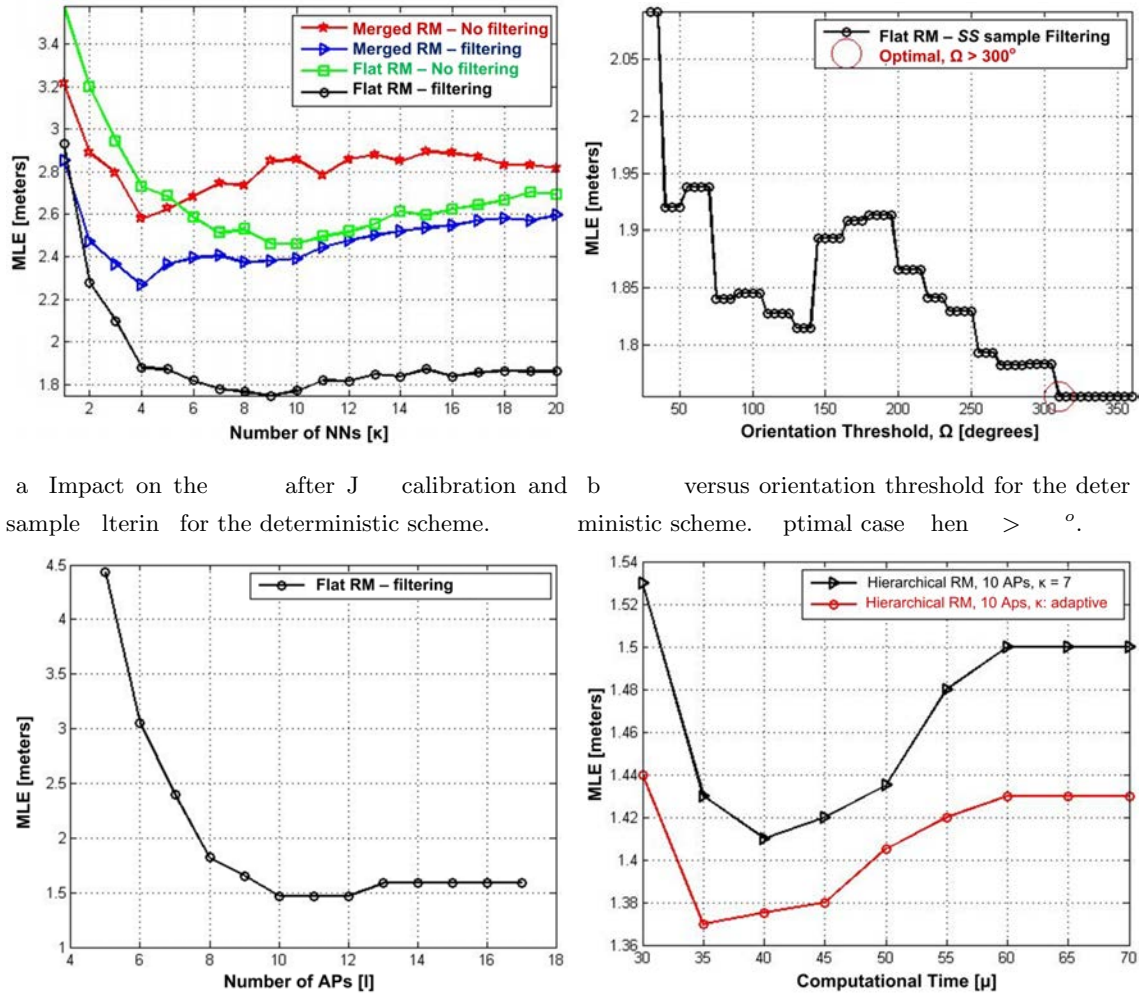 3.4
3.2
3
2.8
2.6
2.4
2.2
2
1.8
MLE [meters]
Merged RM – No filtering
Merged RM – filtering
Flat RM – No filtering
Flat RM – filtering
2 4 6 8 10 12 14 16 18 20
Number of NNs [κ]
2.05
2
1.95
1.9
1.85
1.8
MLE [meters]
Flat RM – SS sample Filtering
Optimal, Ω > 300°
50 100 150 200 250 300 350
Orientation Threshold, Ω [degrees]
a Impact on the after J calibration and
sample lterin for the deterministic scheme.
b versus orientation threshold for the deter
ministic scheme. ptimal case hen > o.
4.5
4
3.5
3
2.5
2
1.5
1
MLE [meters]
Flat RM – filtering
4 6 8 10 12 14 16 18
Number of APs [l]
1.54
1.52
1.5
1.48
1.46
1.44
1.42
1.4
1.38
1.36
MLE [meters]
Hierarchical RM, 10 APs, κ = 7
Hierarchical RM, 10 Aps, κ: adaptive
30 35 40 45 50 55 60 65 70
Computational Time [μ]